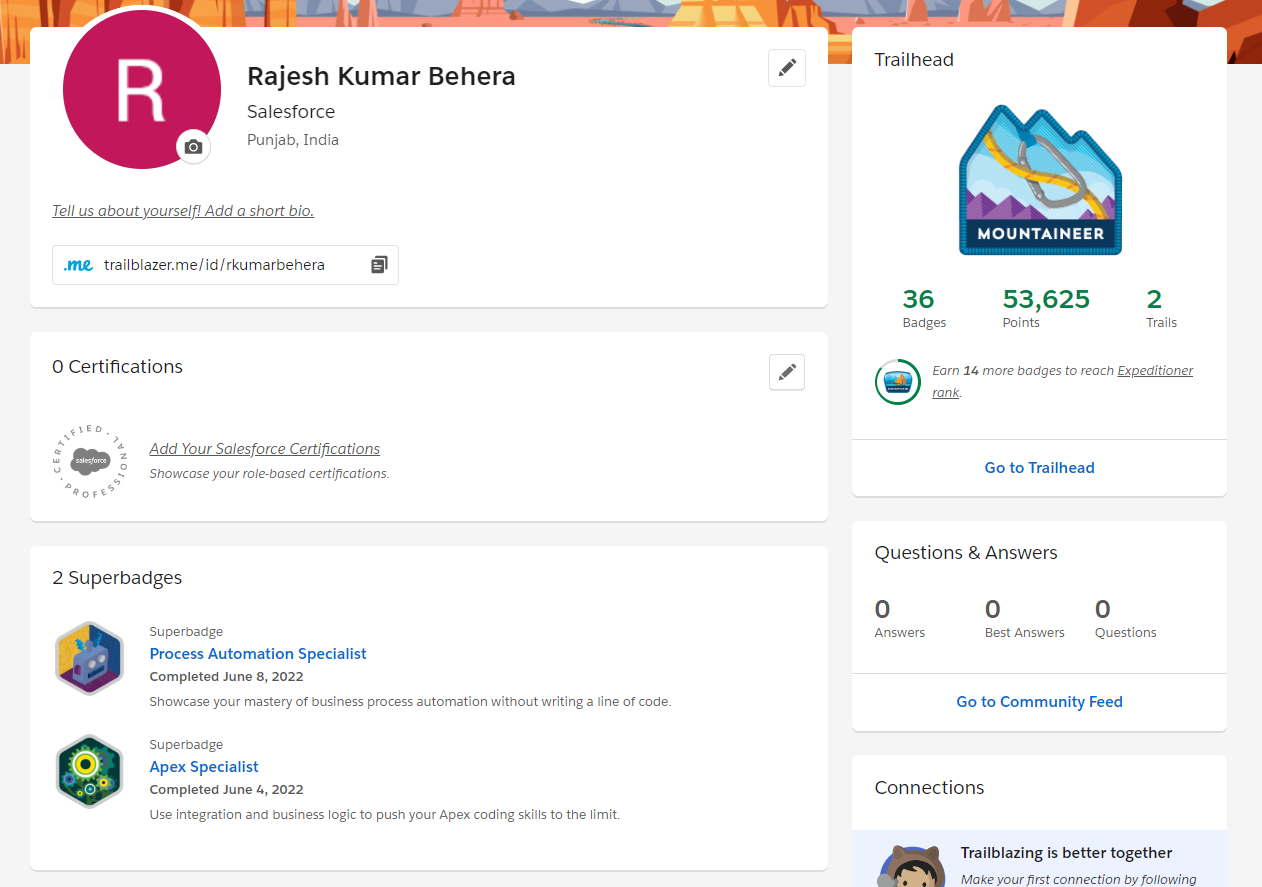 R
Rajesh Kumar Behera
Salesforce
Punjab, India
Tell us about yourself! Add a short bio.
.me trailblazer.me/id/rkumarbehera
0 Certifications
CERTIFIED · PROFESSIONAL ·
salesforce
Add Your Salesforce Certifications
Showcase your role-based certifications.
2 Superbadges
Superbadge
Process Automation Specialist
Completed June 8, 2022
Showcase your mastery of business process automation without writing a line of code.
Superbadge
Apex Specialist
Completed June 4, 2022
Use integration and business logic to push your Apex coding skills to the limit.
Trailhead
MOUNTAINEER
36 53,625 2
Badges Points Trails
Earn 14 more badges to reach Expeditioner
rank.
Go to Trailhead
Questions & Answers
0 0 0
Answers Best Answers Questions
Go to Community Feed
Connections
Trailblazing is better together
Make your first connection by following